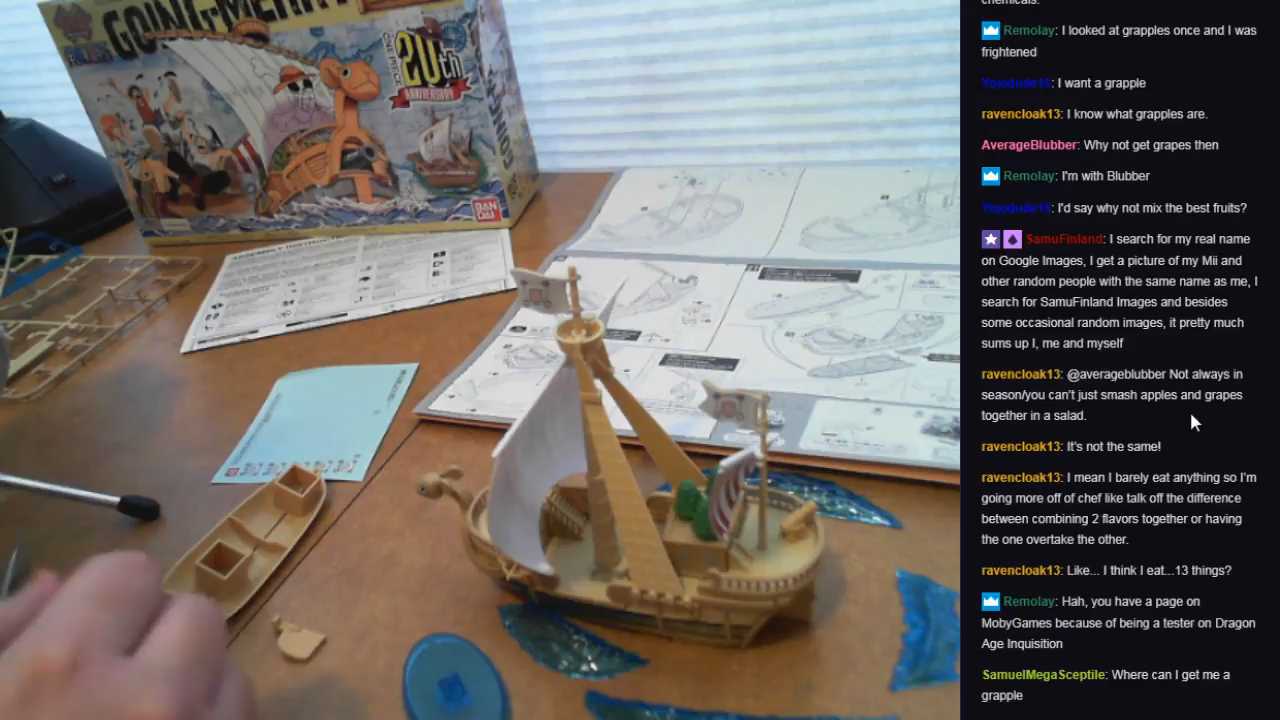 GOING-MERRY
ONE PIECE
20th
ANNIVERSARY
BAN
DAI
chemicals.
Remolay: I looked at grapples once and I was
frightened
Yojodude15: I want a grapple
ravencloak13: I know what grapples are.
AverageBlubber: Why not get grapes then
Remolay: I'm with Blubber
Yojodude15: I'd say why not mix the best fruits?
SamuFinland: I search for my real name
on Google Images, I get a picture of my Mii and
other random people with the same name as me, I
search for SamuFinland Images and besides
some occasional random images, it pretty much
sums up I, me and myself
ravencloak13: @averageblubber Not always in
season/you can't just smash apples and grapes
together in a salad.
ravencloak13: It's not the same!
ravencloak13: I mean I barely eat anything so I'm
going more off of chef like talk off the difference
between combining 2 flavors together or having
the one overtake the other.
ravencloak13: Like... I think I eat...13 things?
Remolay: Hah, you have a page on
MobyGames because of being a tester on Dragon
Age Inquisition
SamuelMegaSceptile: Where can I get me a
grapple